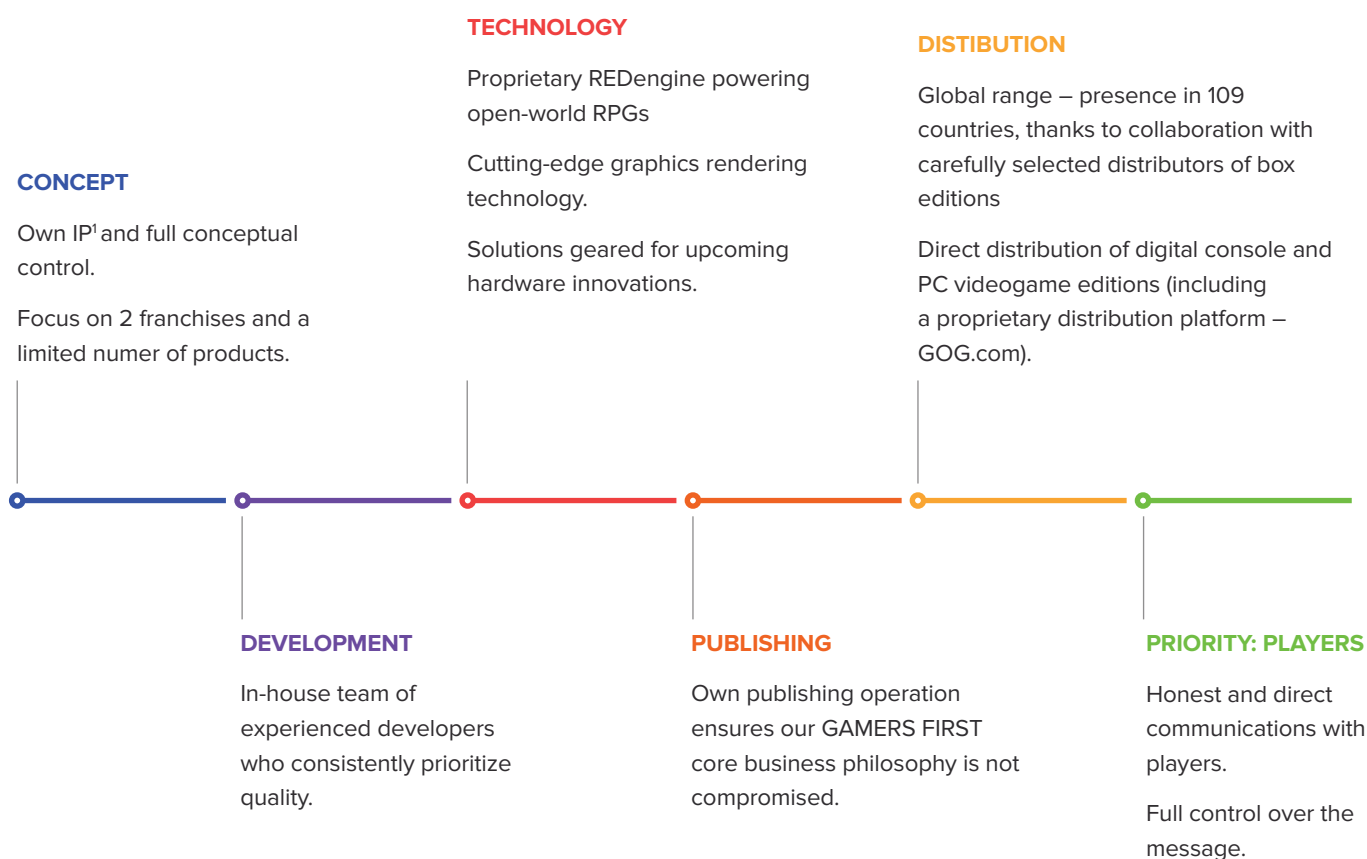 CONCEPT
Own IP¹ and full conceptual
control.
Focus on 2 franchises and a
limited numer of products.
DEVELOPMENT
In-house team of
experienced developers
who consistently prioritize
quality.
TECHNOLOGY
Proprietary REDengine powering
open-world RPGs
Cutting-edge graphics rendering
technology.
Solutions geared for upcoming
hardware innovations.
PUBLISHING
Own publishing operation
ensures our GAMERS FIRST
core business philosophy is not
compromised.
DISTIBUTION
Global range – presence in 109
countries, thanks to collaboration with
carefully selected distributors of box
editions
Direct distribution of digital console and
PC videogame editions (including
a proprietary distribution platform –
GOG.com).
PRIORITY: PLAYERS
Honest and direct
communications with
players.
Full control over the
message.